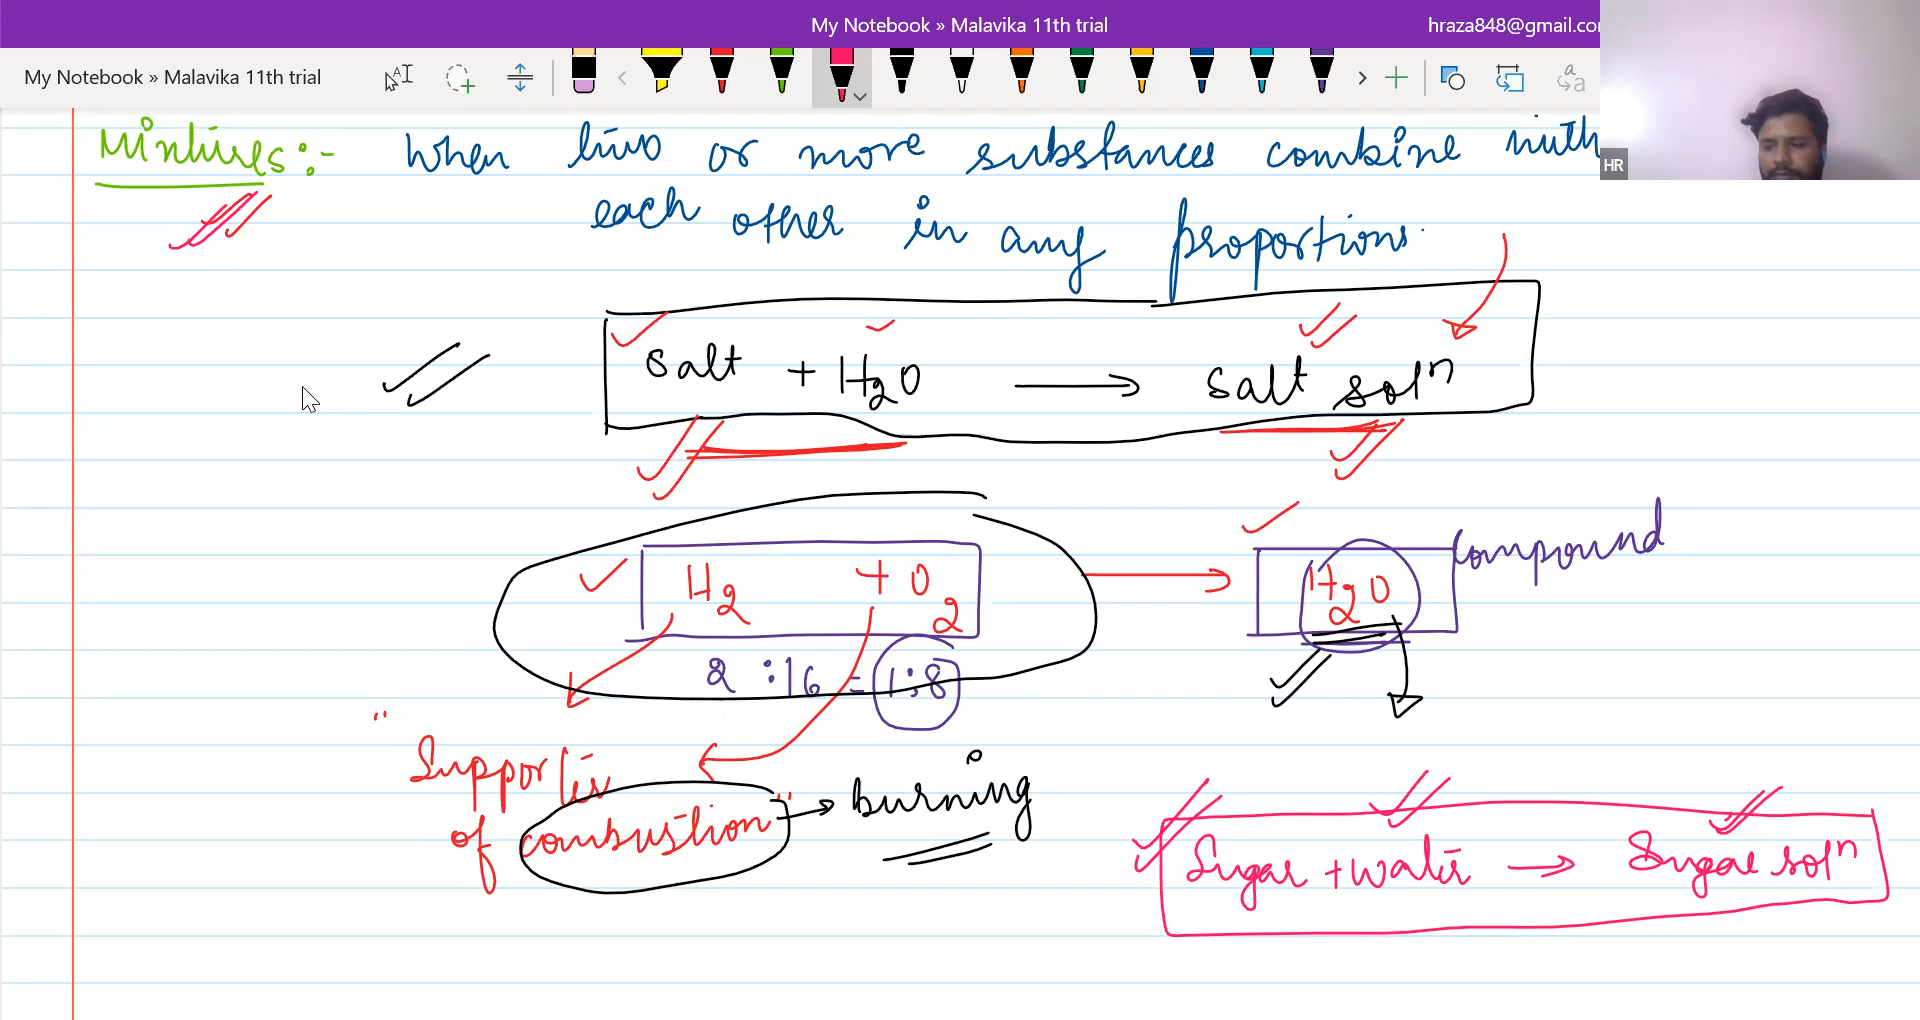 My Notebook » Malavika 11th trial
hraza848@gmail.co
My Notebook » Malavika 11th trial
HR
Mixtures:- When two or more substances combine with
each other in any proportions.
Salt + H2O → Salt solⁿ
H2 + O2 → H2O Compound
2 : 16 = 1:8
"Supporter
of combustion" → burning
Sugar + water → Sugar solⁿ